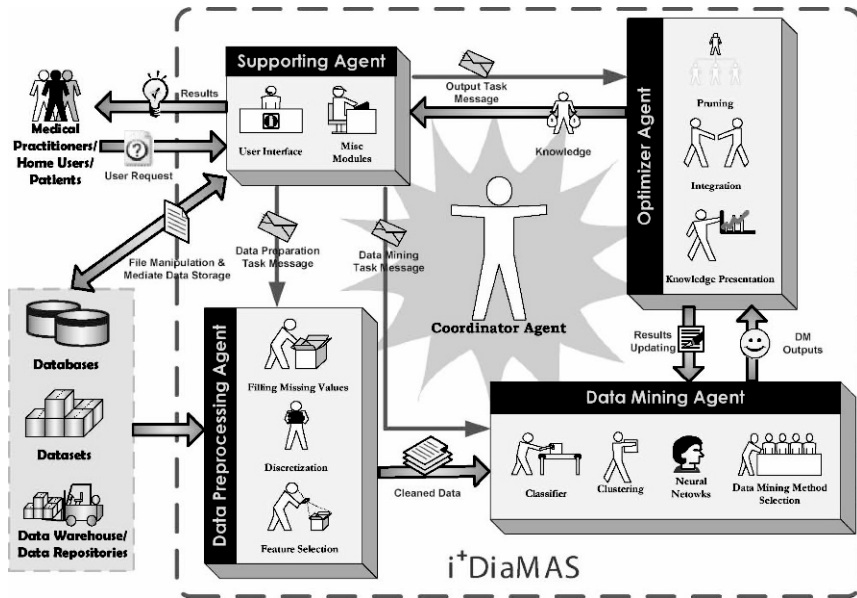 Supporting Agent
User Interface
Misc
Modules
Results
Medical
Practitioners/
Home Users/
Patients
User Request
Output Task
Message
Knowledge
Optimizer Agent
Pruning
Integration
Knowledge Presentation
File Manipulation &
Mediate Data Storage
Data Preparation
Task Message
Data Mining
Task Message
Coordinator Agent
Results
Updating
DM
Outputs
Databases
Datasets
Data Warehouse/
Data Repositories
Data Preprocessing Agent
Filling Missing Values
Discretization
Feature Selection
Cleaned Data
Data Mining Agent
Classifier
Clustering
Neural
Netowks
Data Mining Method
Selection
i+DiaMAS